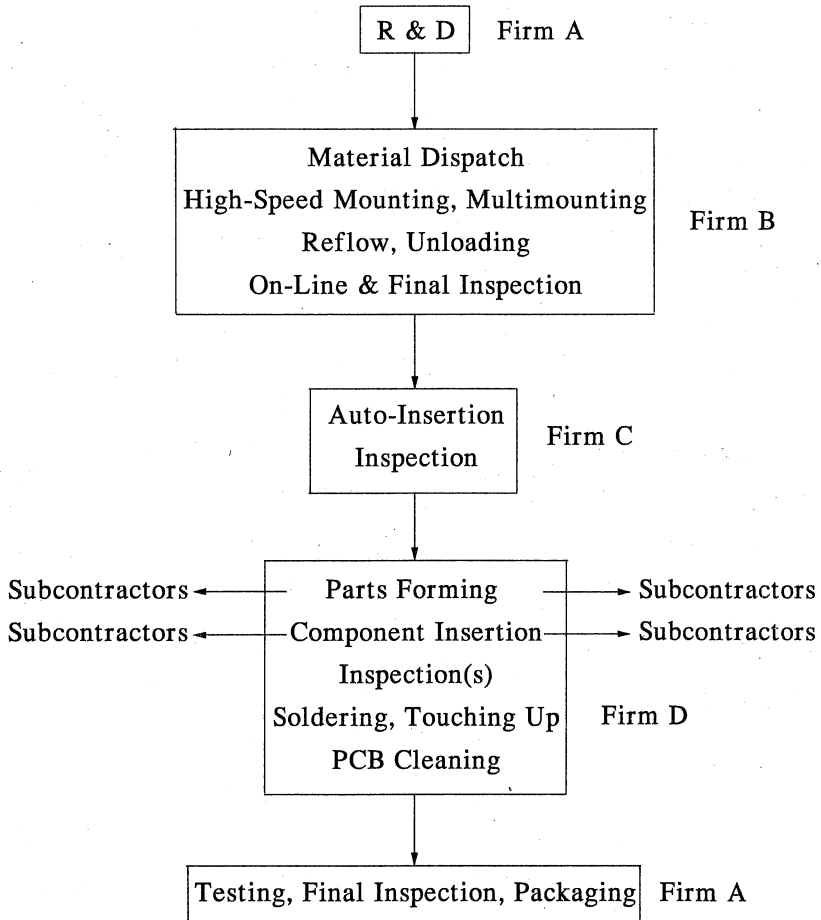 R & D Firm A
Material Dispatch
High-Speed Mounting, Multimounting
Reflow, Unloading
On-Line & Final Inspection
Firm B
Auto-Insertion
Inspection
Firm C
Subcontractors Parts Forming Subcontractors
Subcontractors Component Insertion Subcontractors
Inspection(s)
Soldering, Touching Up Firm D
PCB Cleaning
Testing, Final Inspection, Packaging Firm A